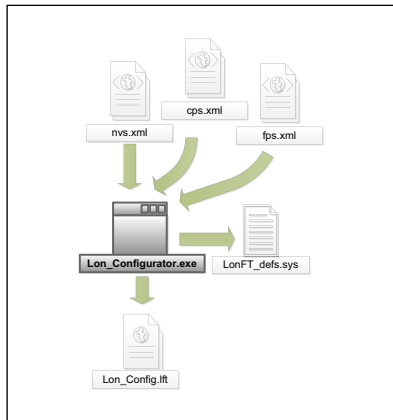 cps.xml
nvs.xml
fps.xml
Lon_Configurator.exe
LonFT_defs.sys
Lon_Config.lft